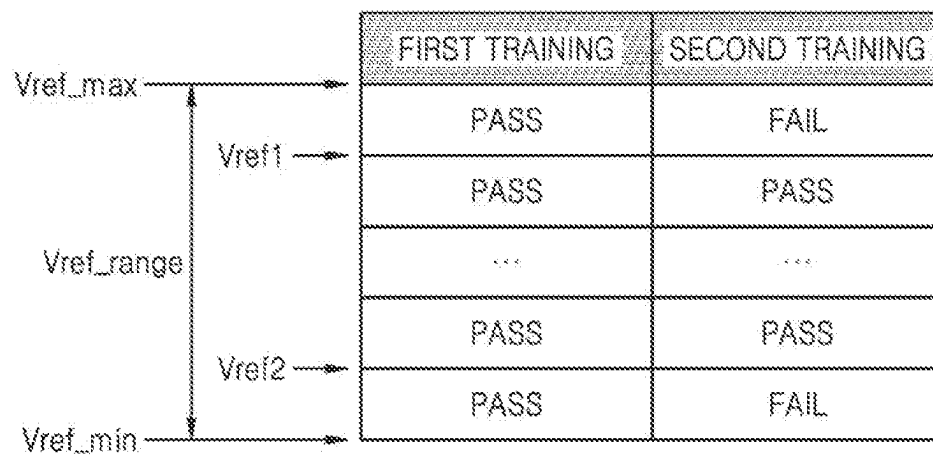 FIRST TRAINING SECOND TRAINING
Vref_max
PASS FAIL
Vref1
PASS PASS
Vref_range
... ...
PASS PASS
Vref2
PASS FAIL
Vref_min